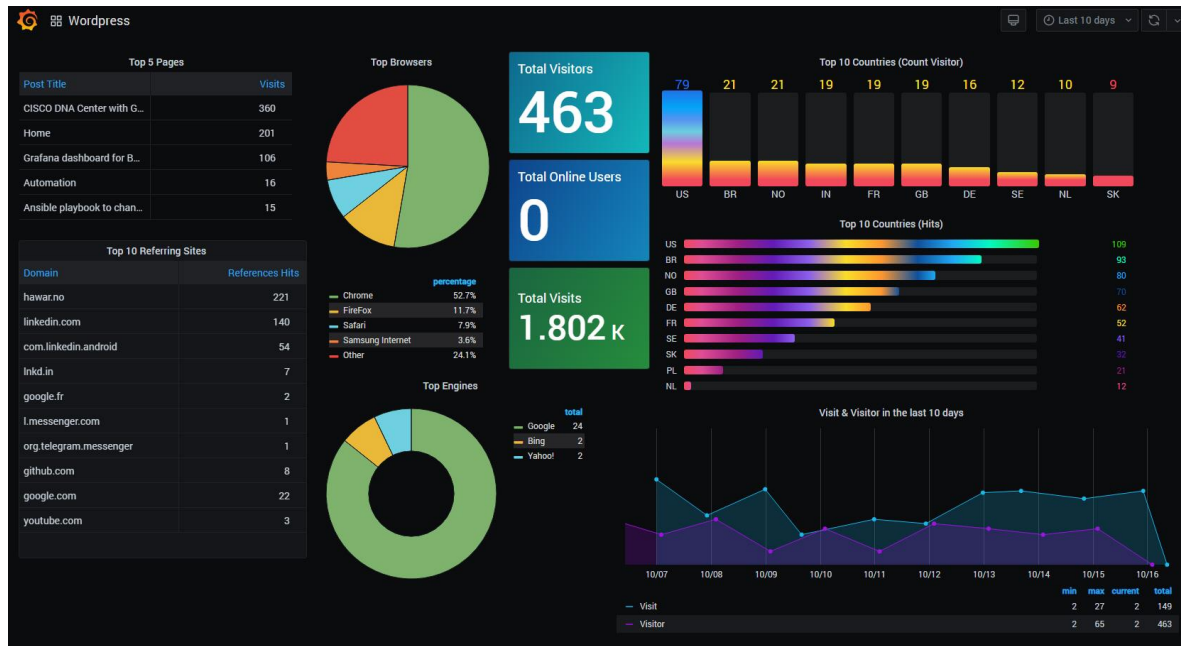 Wordpress
Last 10 days
Top 5 Pages
Post Title Visits
CISCO DNA Center with G... 360
Home 201
Grafana dashboard for B... 106
Automation 16
Ansible playbook to chan... 15
Top 10 Referring Sites
Domain References Hits
hawar.no 221
linkedin.com 140
com.linkedin.android 54
lnkd.in 7
google.fr 2
l.messenger.com 1
org.telegram.messenger 1
github.com 8
google.com 22
youtube.com 3
Top Browsers
percentage
Chrome 52.7%
FireFox 11.7%
Safari 7.9%
Samsung Internet 3.6%
Other 24.1%
Top Engines
total
Google 24
Bing 2
Yahoo! 2
Total Visitors
463
Total Online Users
0
Total Visits
1.802 K
Top 10 Countries (Count Visitor)
79 21 21 19 19 19 16 12 10 9
US BR NO IN FR GB DE SE NL SK
Top 10 Countries (Hits)
US 109
BR 93
NO 80
GB 70
DE 62
FR 52
SE 41
SK 32
PL 21
NL 12
Visit & Visitor in the last 10 days
10/07 10/08 10/09 10/10 10/11 10/12 10/13 10/14 10/15 10/16
min max current total
Visit 2 27 2 149
Visitor 2 65 2 463